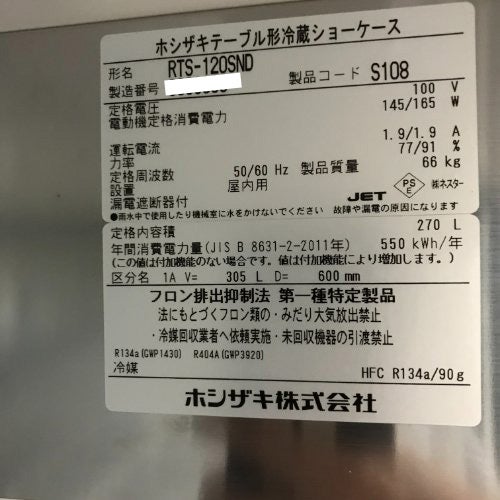 ホシザキテーブル形冷蔵ショーケース
形名 RTS-120SND
製造番号 製品コード S108
定格電圧 100 V
電動機定格消費電力 145/165 W
運転電流 1.9/1.9 A
力率 77/91 %
定格周波数 50/60 Hz 製品質量 66 kg
設置 屋内用
漏電遮断器付 JET PSE ㈱ネスター
●雨水中で使用したり機械室に水をかけないでください 故障や漏電の原因になります
定格内容積 270 L
年間消費電力量(JIS B 8631-2-2011年) 550 kWh/年
(この値は付加機能のない場合です。値は付加機能により増加します。)
区分名 1A V= 305 L D= 600 mm
フロン排出抑制法 第一種特定製品
法にもとづくフロン類の・みだり大気放出禁止
・冷媒回収業者へ依頼実施・未回収機器の引渡禁止
R134a(GWP1430) R404A(GWP3920)
冷媒 HFC R134a/90g
ホシザキ株式会社